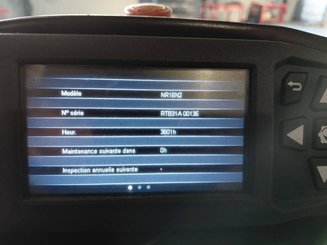 Modèle NR16N2
N° série RTB31A 00136
Heur. 3801h
Maintenance suivante dans 0h
Inspection annuelle suivante -